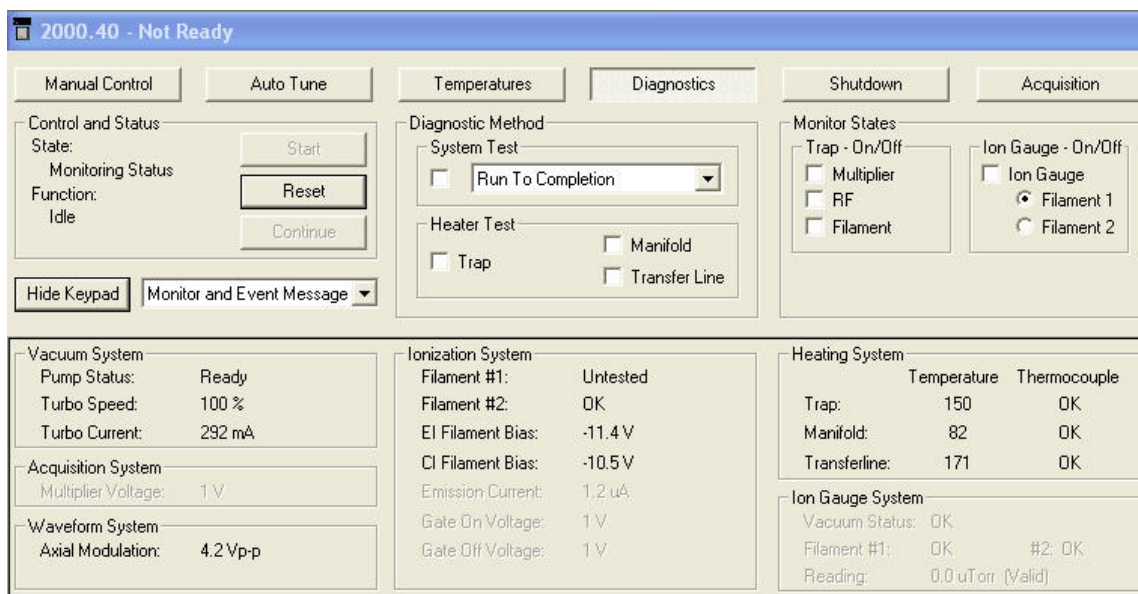 2000.40 - Not Ready
Manual Control Auto Tune Temperatures Diagnostics Shutdown Acquisition
Control and Status
State:
Monitoring Status
Function:
Idle
Start
Reset
Continue
Hide Keypad Monitor and Event Message
Diagnostic Method
System Test
Run To Completion
Heater Test
Trap
Manifold
Transfer Line
Monitor States
Trap - On/Off
Multiplier
RF
Filament
Ion Gauge - On/Off
Ion Gauge
Filament 1
Filament 2
Vacuum System
Pump Status: Ready
Turbo Speed: 100 %
Turbo Current: 292 mA
Acquisition System
Multiplier Voltage: 1 V
Waveform System
Axial Modulation: 4.2 Vp-p
Ionization System
Filament #1: Untested
Filament #2: OK
EI Filament Bias: -11.4 V
CI Filament Bias: -10.5 V
Emission Current: 1.2 uA
Gate On Voltage: 1 V
Gate Off Voltage: 1 V
Heating System
Temperature Thermocouple
Trap: 150 OK
Manifold: 82 OK
Transferline: 171 OK
Ion Gauge System
Vacuum Status: OK
Filament #1: OK #2: OK
Reading: 0.0 uTorr (Valid)